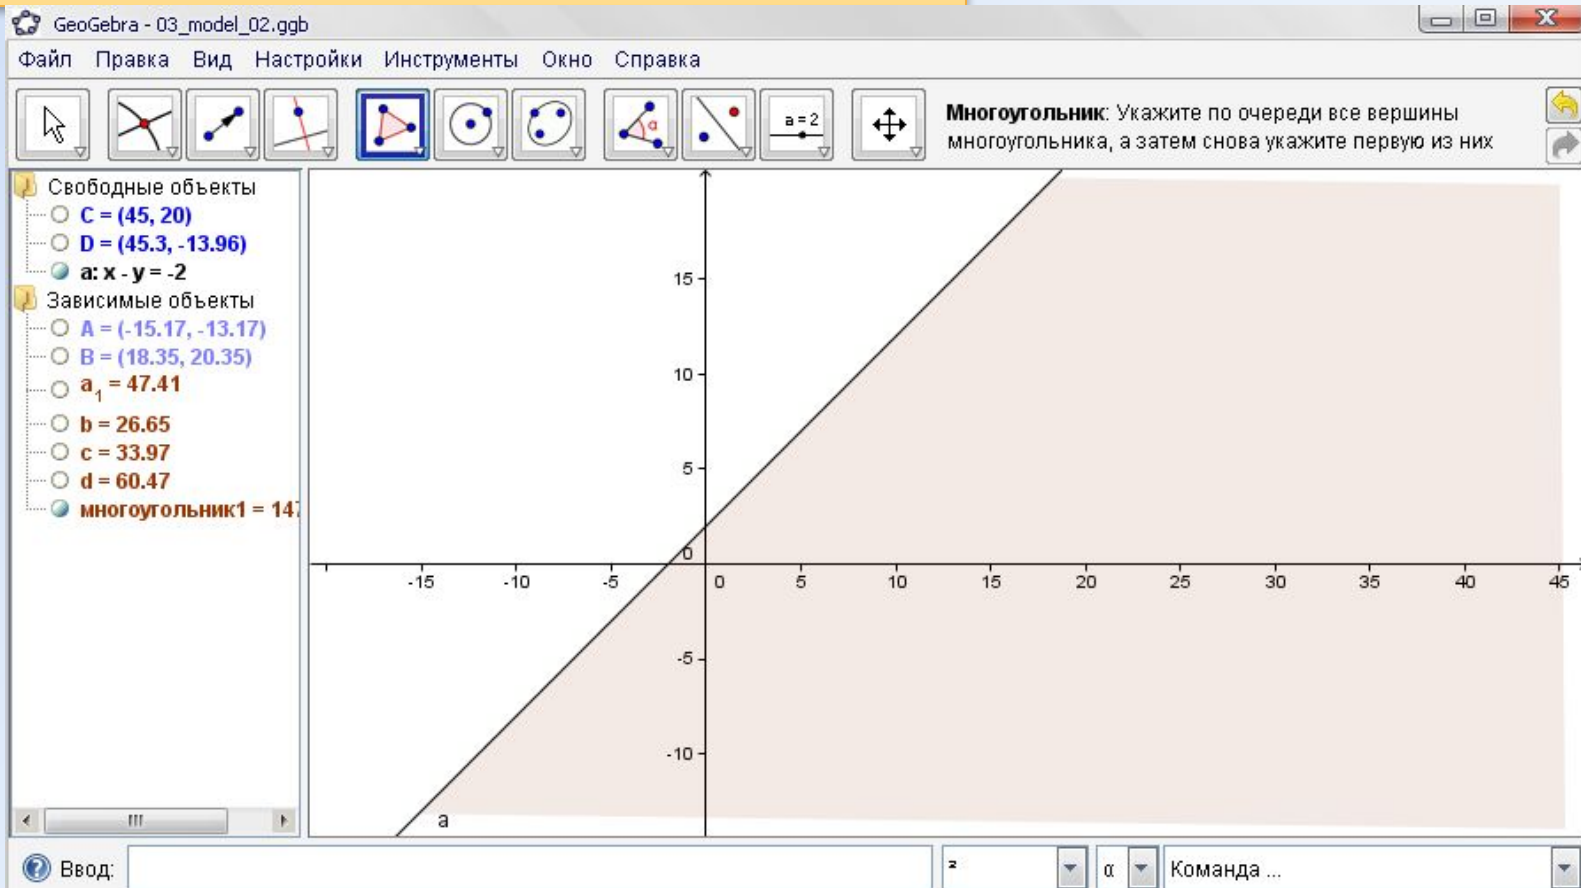 GeoGebra - 03_model_02.ggb
Файл Правка Вид Настройки Инструменты Окно Справка
α
a = 2
Многоугольник: Укажите по очереди все вершины
многоугольника, а затем снова укажите первую из них
Свободные объекты
C = (45, 20)
D = (45.3, -13.96)
a: x - y = -2
Зависимые объекты
A = (-15.17, -13.17)
B = (18.35, 20.35)
a₁ = 47.41
b = 26.65
c = 33.97
d = 60.47
многоугольник1 = 147
15
10
5
0
-15 -10 -5 0 5 10 15 20 25 30 35 40 45
-5
-10
a
Ввод:
² α Команда ...